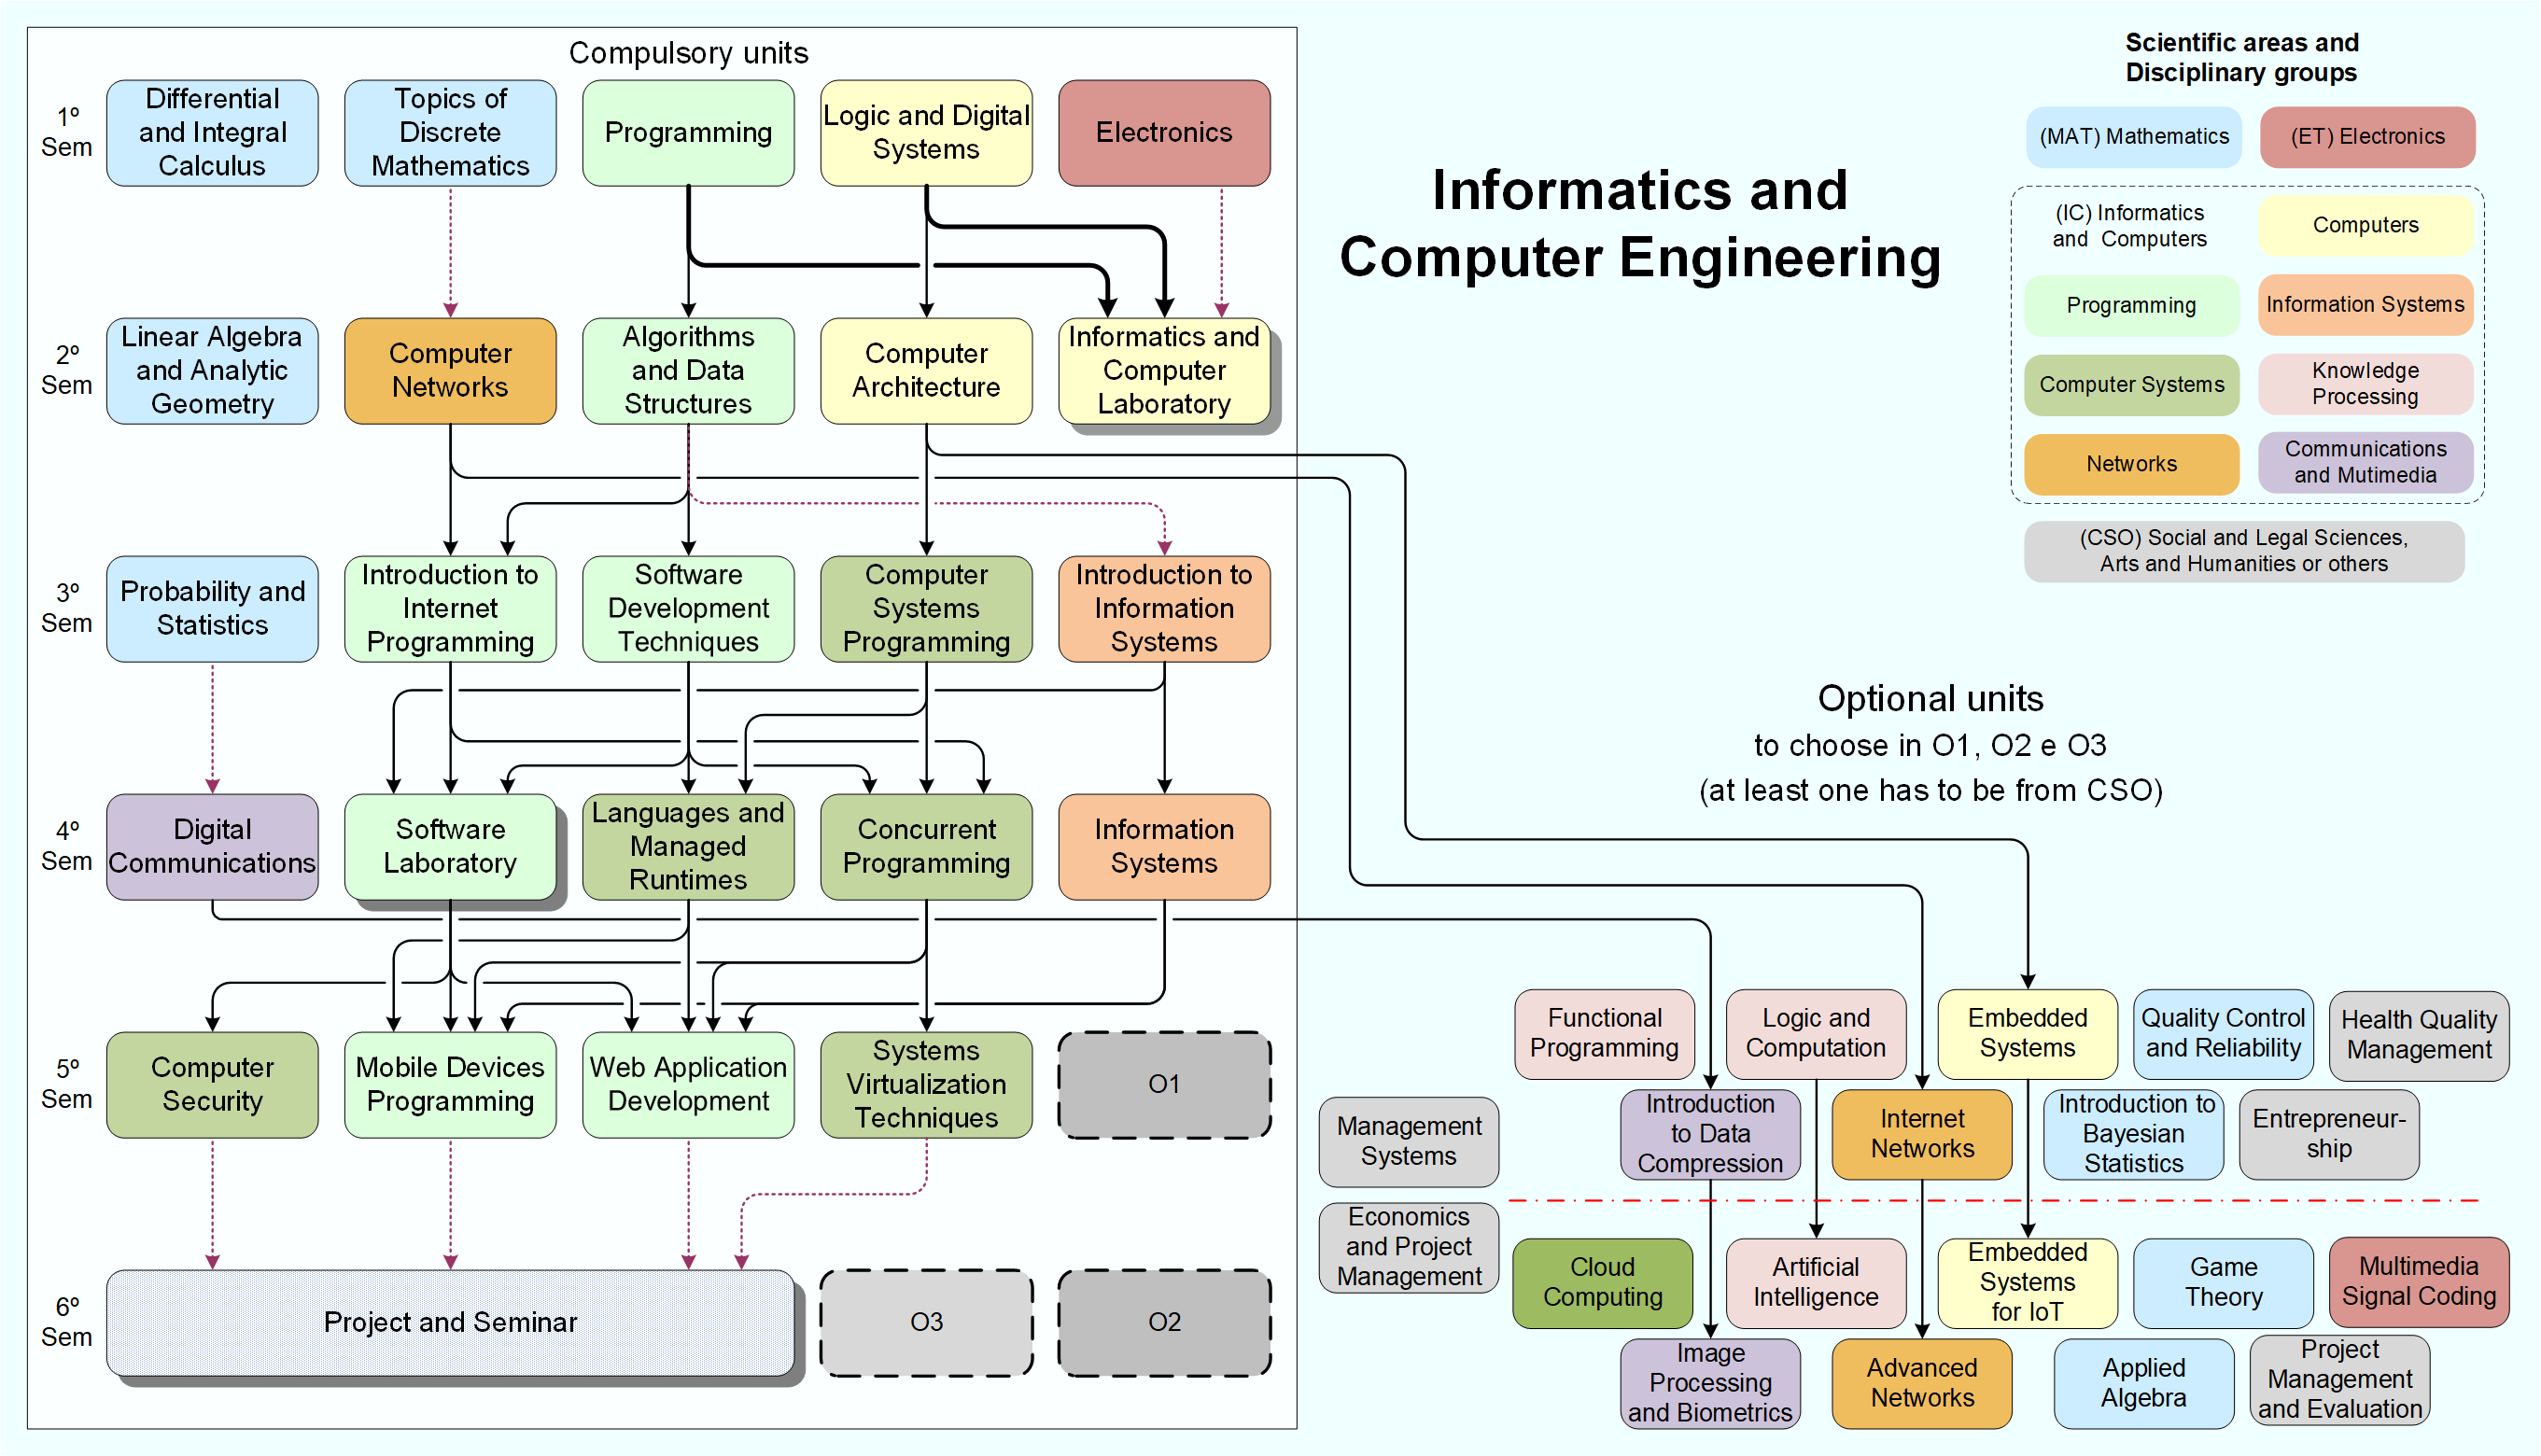 Compulsory units
1º
Sem
Differential
and Integral
Calculus
Topics of
Discrete
Mathematics
Programming
Logic and Digital
Systems
Electronics
2º
Sem
Linear Algebra
and Analytic
Geometry
Computer
Networks
Algorithms
and Data
Structures
Computer
Architecture
Informatics and
Computer
Laboratory
3º
Sem
Probability and
Statistics
Introduction to
Internet
Programming
Software
Development
Techniques
Computer
Systems
Programming
Introduction to
Information
Systems
4º
Sem
Digital
Communications
Software
Laboratory
Languages and
Managed
Runtimes
Concurrent
Programming
Information
Systems
5º
Sem
Computer
Security
Mobile Devices
Programming
Web Application
Development
Systems
Virtualization
Techniques
O1
6º
Sem
Project and Seminar
O3
O2
Informatics and
Computer Engineering
Scientific areas and
Disciplinary groups
(MAT) Mathematics
(ET) Electronics
(IC) Informatics
and Computers
Computers
Programming
Information Systems
Computer Systems
Knowledge
Processing
Networks
Communications
and Mutimedia
(CSO) Social and Legal Sciences,
Arts and Humanities or others
Optional units
to choose in O1, O2 e O3
(at least one has to be from CSO)
Functional
Programming
Logic and
Computation
Embedded
Systems
Quality Control
and Reliability
Health Quality
Management
Management
Systems
Introduction
to Data
Compression
Internet
Networks
Introduction to
Bayesian
Statistics
Entrepreneur-
ship
Economics
and Project
Management
Cloud
Computing
Artificial
Intelligence
Embedded
Systems
for IoT
Game
Theory
Multimedia
Signal Coding
Image
Processing
and Biometrics
Advanced
Networks
Applied
Algebra
Project
Management
and Evaluation